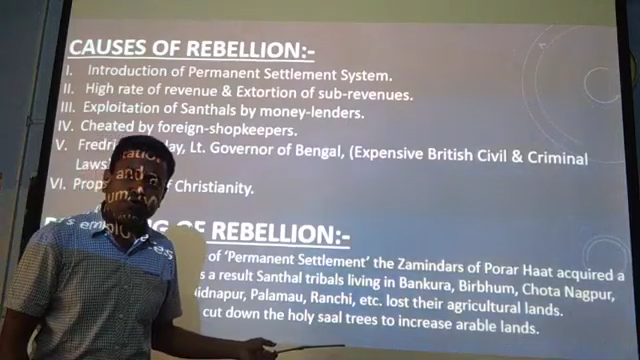 CAUSES OF REBELLION:-
I. Introduction of Permanent Settlement System.
II. High rate of revenue & Extortion of sub-revenues.
III. Exploitation of Santhals by money-lenders.
IV. Cheated by foreign-shopkeepers.
V. Lt. Governor of Bengal, (Expensive British Civil & Criminal
Laws
VI. of Christianity.
OF REBELLION:-
of 'Permanent Settlement' the Zamindars of Porar Haat acquired a
s a result Santhal tribals living in Bankura, Birbhum, Chota Nagpur,
Palamau, Ranchi, etc. lost their agricultural lands.
cut down the holy saal trees to increase arable lands.